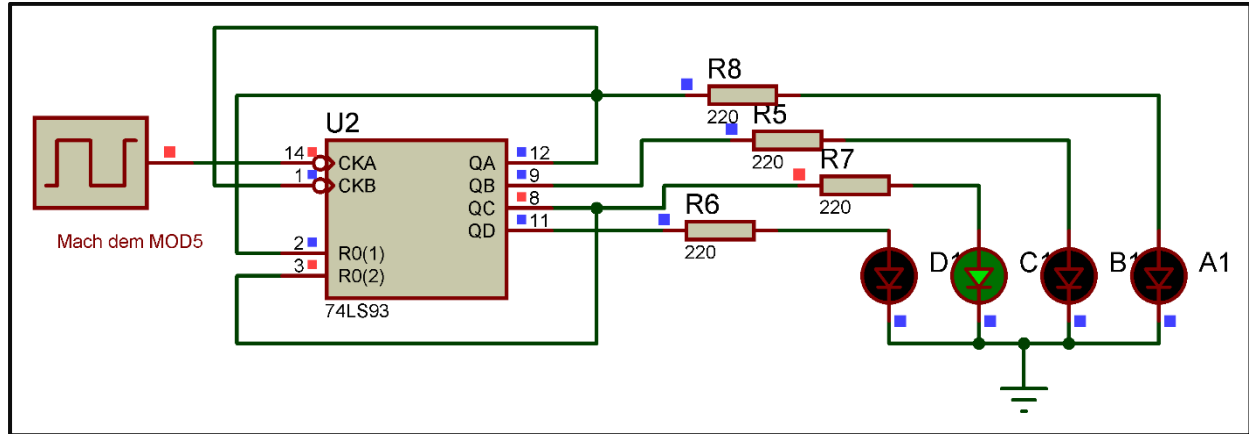 R8
220
R5
220
R7
220
R6
220
U2
14
CKA
QA
12
1
CKB
QB
9
QC
8
QD
11
2
R0(1)
3
R0(2)
74LS93
Mach dem MOD5
D1
C1
B1
A1